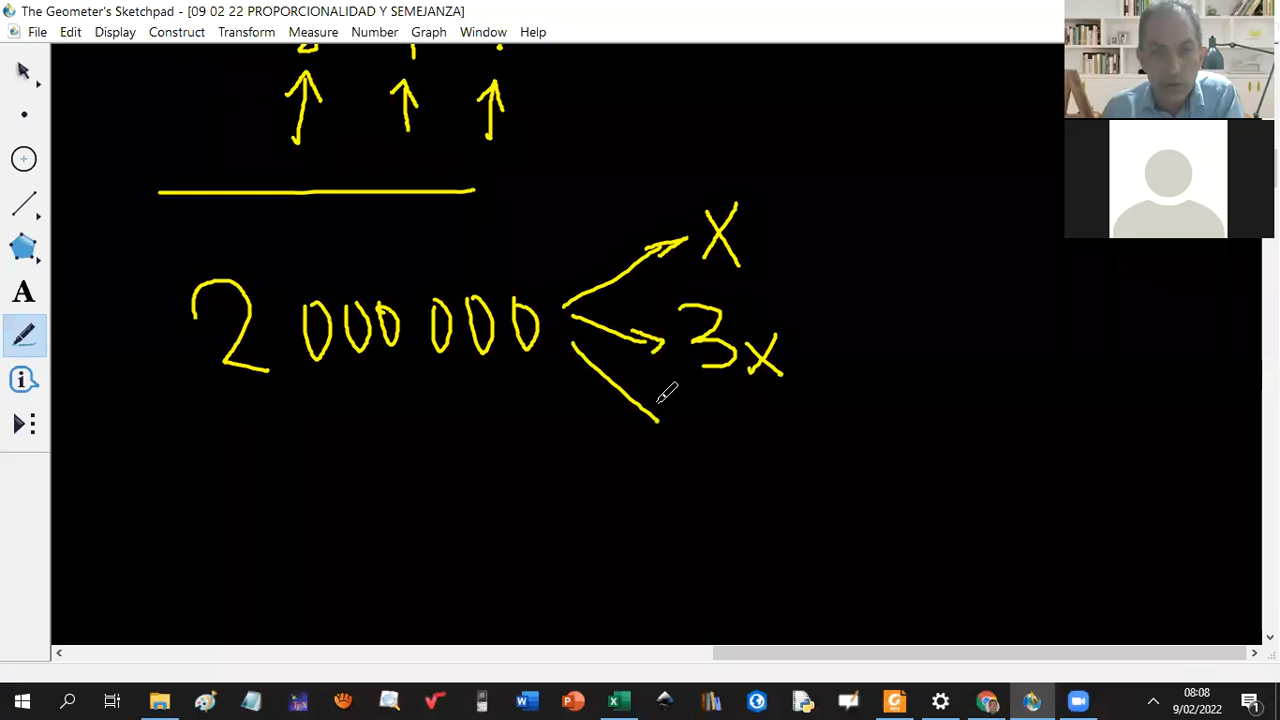 The Geometer's Sketchpad - [09 02 22 PROPORCIONALIDAD Y SEMEJANZA]
File Edit Display Construct Transform Measure Number Graph Window Help
x
2 000 000
3x
A
08:08
9/02/2022